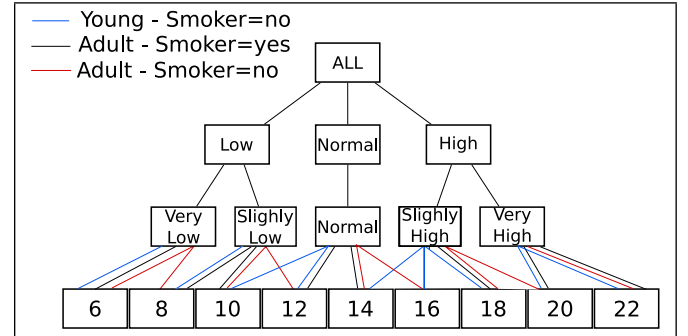 Young - Smoker=no
Adult - Smoker=yes
Adult - Smoker=no
ALL
Low
Normal
High
Very
Low
Slighly
Low
Normal
Slighly
High
Very
High
6
8
10
12
14
16
18
20
22